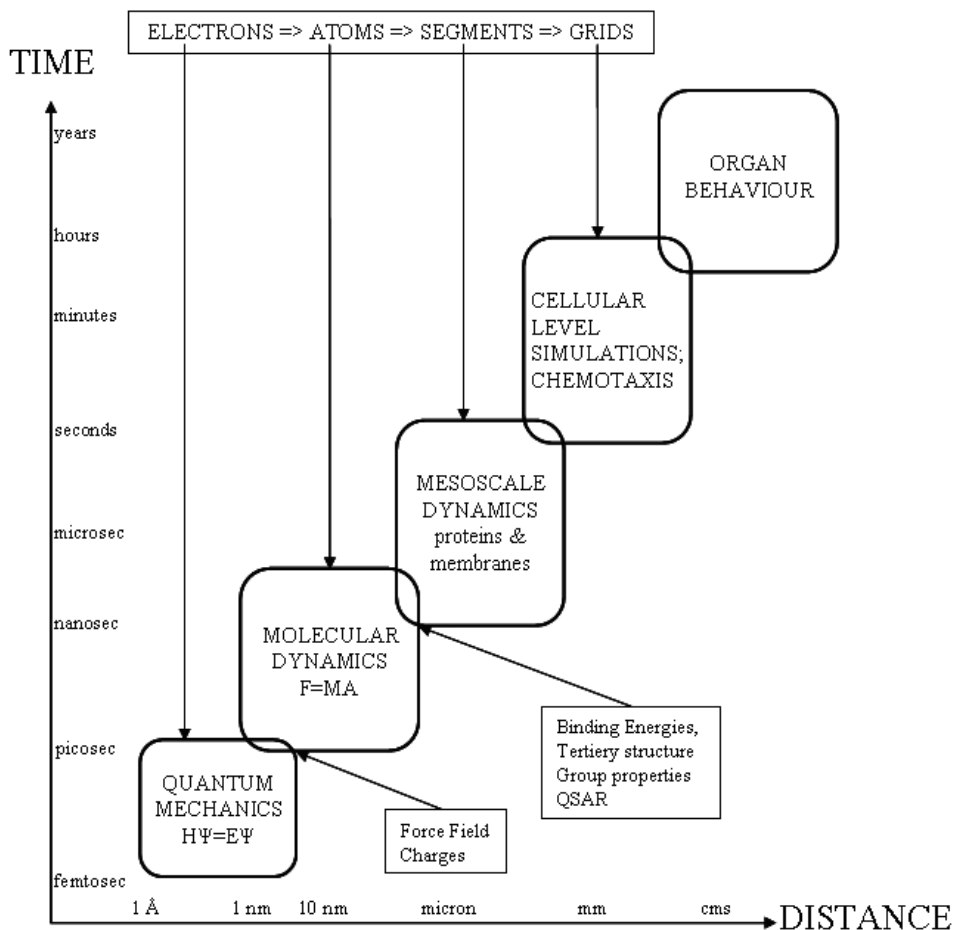 ELECTRONS => ATOMS => SEGMENTS => GRIDS
TIME
years
ORGAN
BEHAVIOUR
hours
CELLULAR
LEVEL
SIMULATIONS;
CHEMOTAXIS
minutes
seconds
MESOSCALE
DYNAMICS
proteins &
membranes
microsec
nanosec
MOLECULAR
DYNAMICS
F=MA
Binding Energies,
Tertiery structure
Group properties
QSAR
picosec
QUANTUM
MECHANICS
HΨ=EΨ
Force Field
Charges
femtosec
1 Å 1 nm 10 nm micron mm cms
DISTANCE